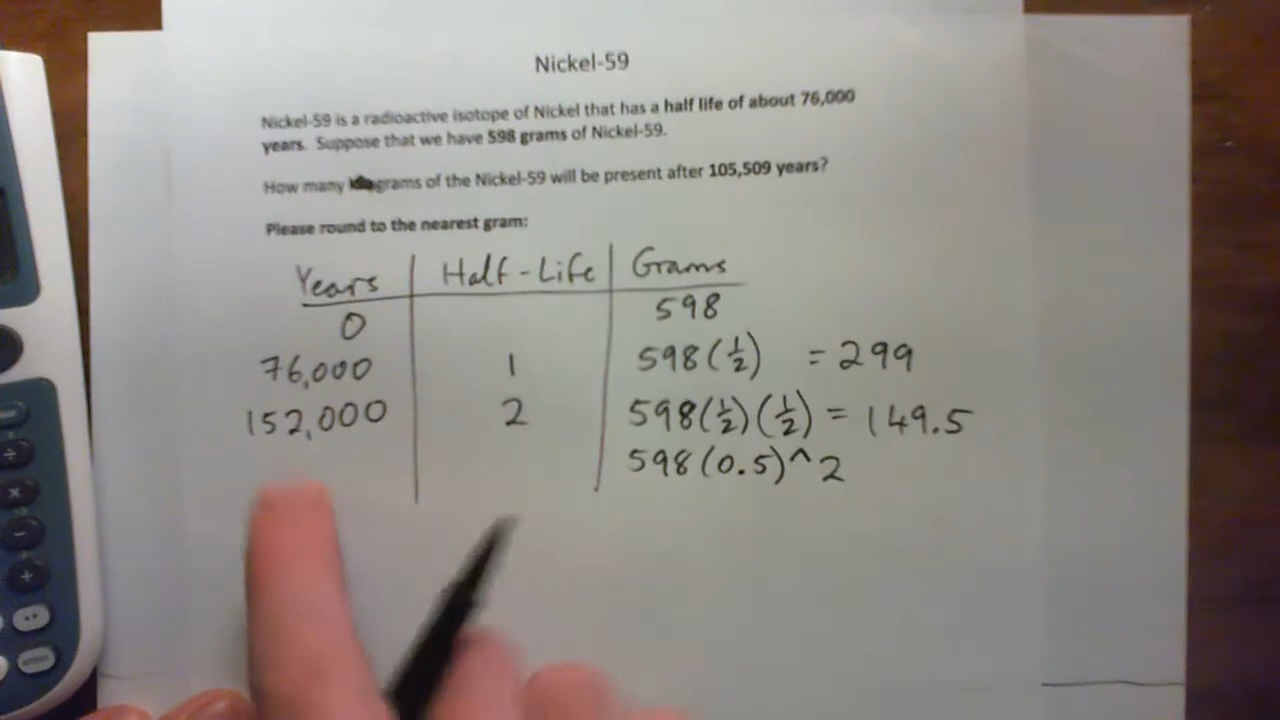 Nickel-59
Nickel-59 is a radioactive isotope of Nickel that has a half life of about 76,000
years. Suppose that we have 598 grams of Nickel-59.
How many grams of the Nickel-59 will be present after 105,509 years?
Please round to the nearest gram:
Years Half-Life Grams
0 598
76,000 1 598(1/2) = 299
152,000 2 598(1/2)(1/2) = 149.5
598(0.5)^2
÷
×
−
+
(-)
enter